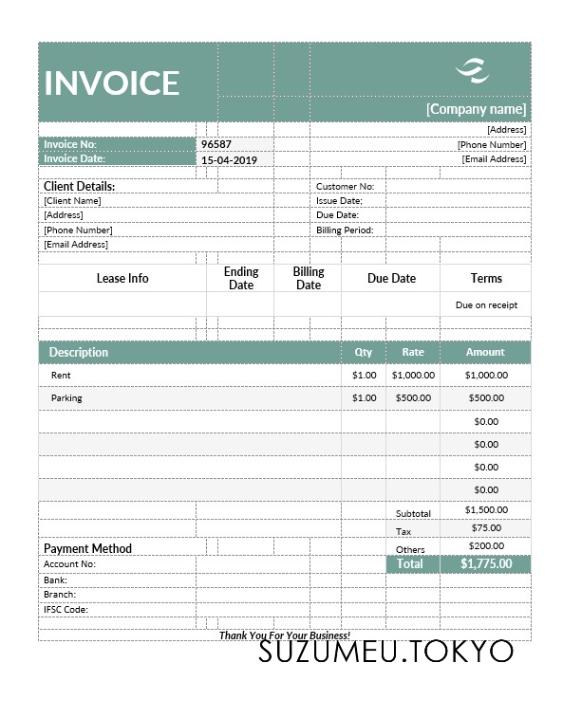 INVOICE
[Company name]
[Address]
Invoice No: 96587 [Phone Number]
Invoice Date: 15-04-2019 [Email Address]
Client Details: Customer No:
[Client Name] Issue Date;
[Address] Due Date:
[Phone Number] Billing Period:
[Email Address]
Lease Info Ending Date Billing Date Due Date Terms
Due on receipt
Description Qty Rate Amount
Rent $1.00 $1,000.00 $1,000.00
Parking $1.00 $500.00 $500.00
$0.00
$0.00
$0.00
$0.00
Subtotal $1,500.00
Tax $75.00
Payment Method Others $200.00
Account No: Total $1,775.00
Bank:
Branch:
IFSC Code:
Thank You For Your Business!
SUZUMEU.TOKYO